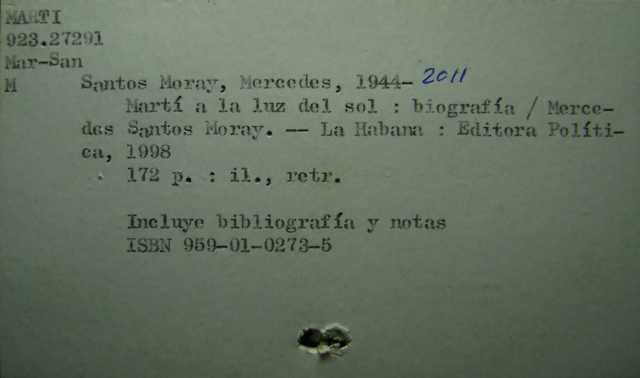 MARTI
923.27291
Mar-San
M Santos Moray, Mercedes, 1944- 2011
Martí a la luz del sol : biografía / Merce-
des Santos Moray. -- La Habana : Editora Políti-
ca, 1998
172 p. : il., retr.
Incluye bibliografía y notas
ISBN 959-01-0273-5